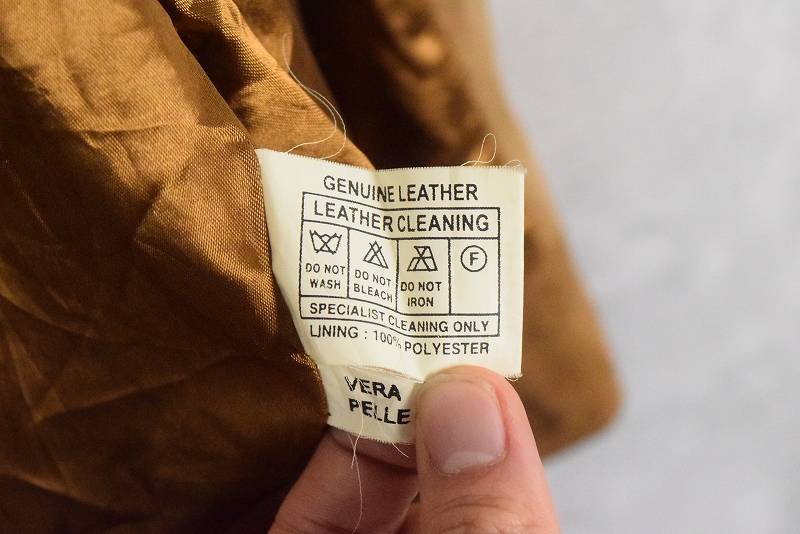 GENUINE LEATHER
LEATHER CLEANING
F
DO NOT WASH
DO NOT BLEACH
DO NOT IRON
SPECIALIST CLEANING ONLY
LINING : 100% POLYESTER
VERA
PELLE